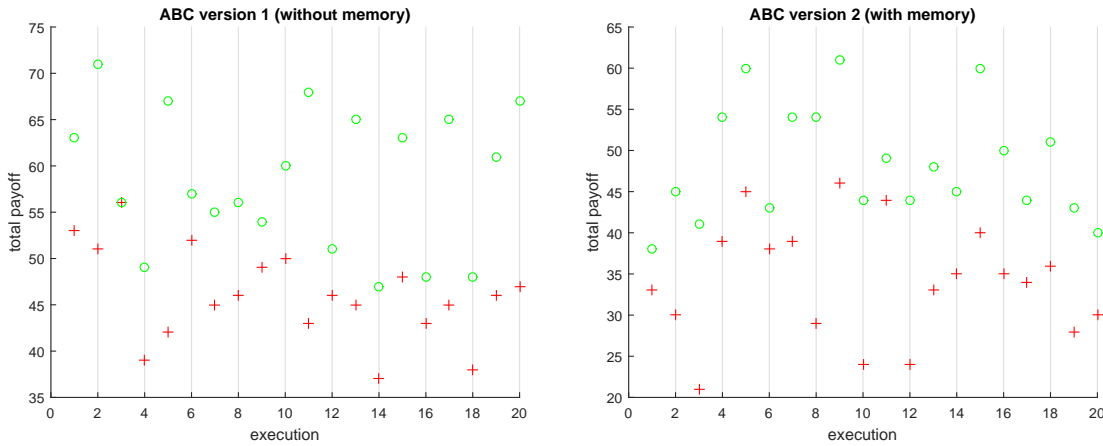 ABC version 1 (without memory)
total payoff
75
70
65
60
55
50
45
40
35
0 2 4 6 8 10 12 14 16 18 20
execution
ABC version 2 (with memory)
total payoff
65
60
55
50
45
40
35
30
25
20
0 2 4 6 8 10 12 14 16 18 20
execution